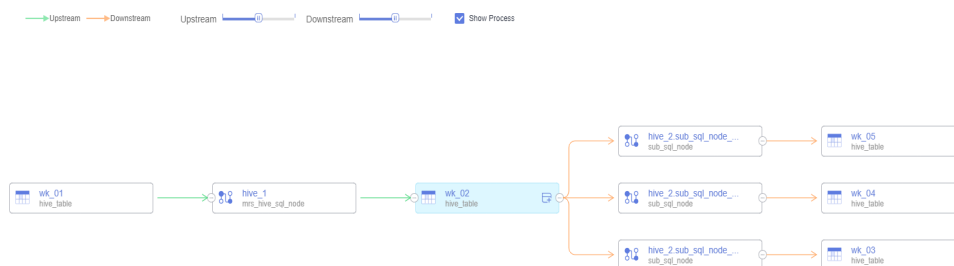 Upstream
Downstream
Upstream
Downstream
Show Process
hive_2.sub_sql_node_...
sub_sql_node
wk_05
hive_table
wk_01
hive_table
hive_1
mrs_hive_sql_node
wk_02
hive_table
hive_2.sub_sql_node_...
sub_sql_node
wk_04
hive_table
hive_2.sub_sql_node_...
sub_sql_node
wk_03
hive_table